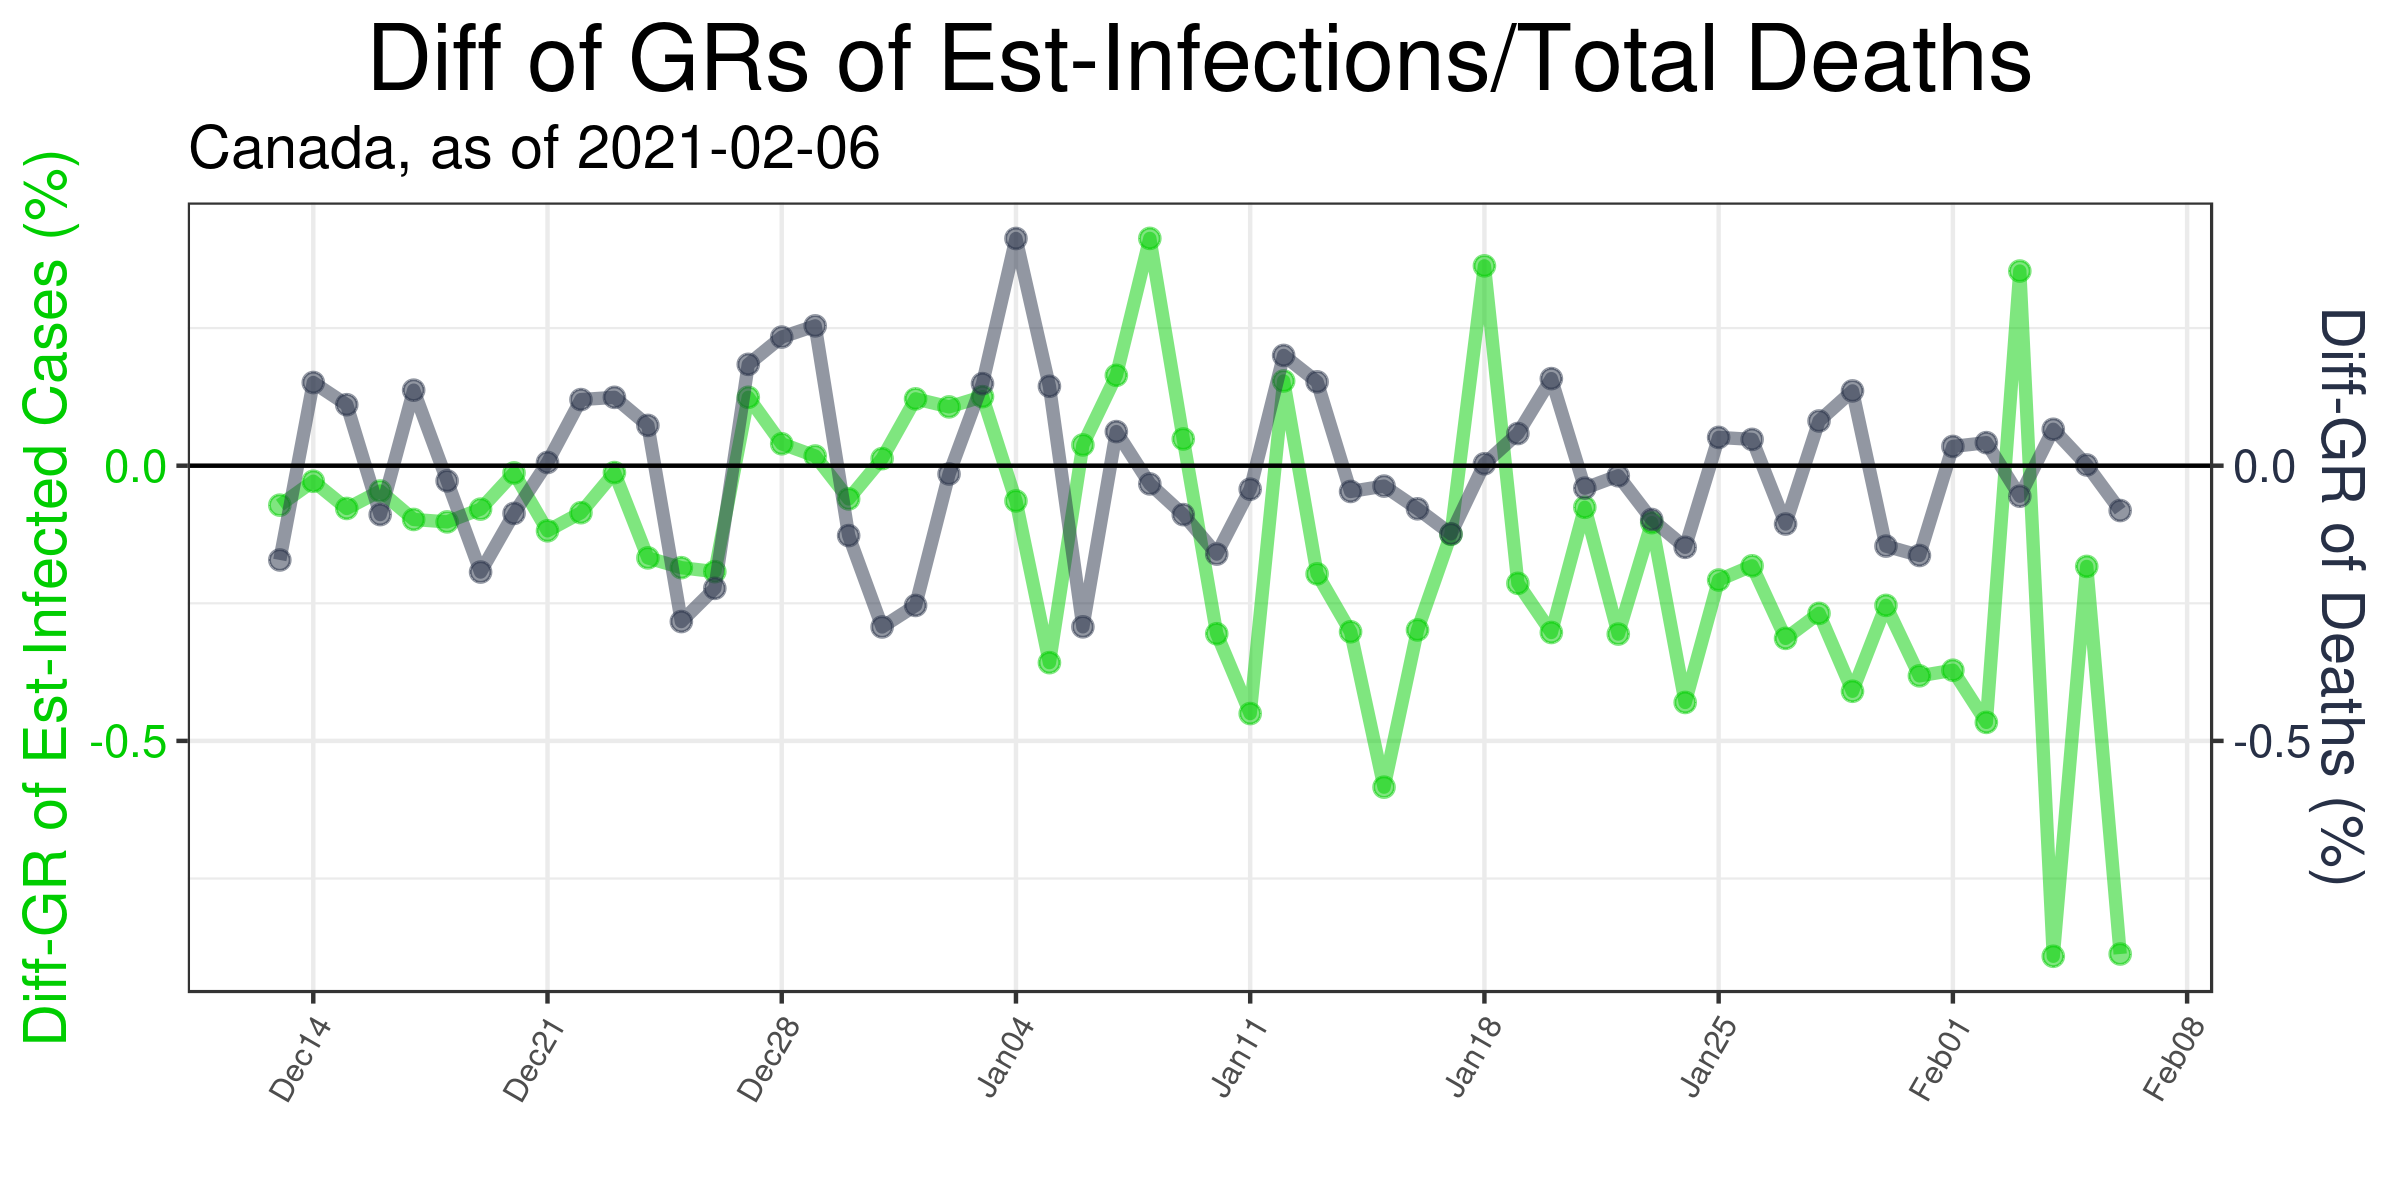 Diff of GRs of Est-Infections/Total Deaths
Canada, as of 2021-02-06
Diff-GR of Est-Infected Cases (%)
0.0
-0.5
0.0
-0.5
Diff-GR of Deaths (%)
Dec14
Dec21
Dec28
Jan04
Jan11
Jan18
Jan25
Feb01
Feb08